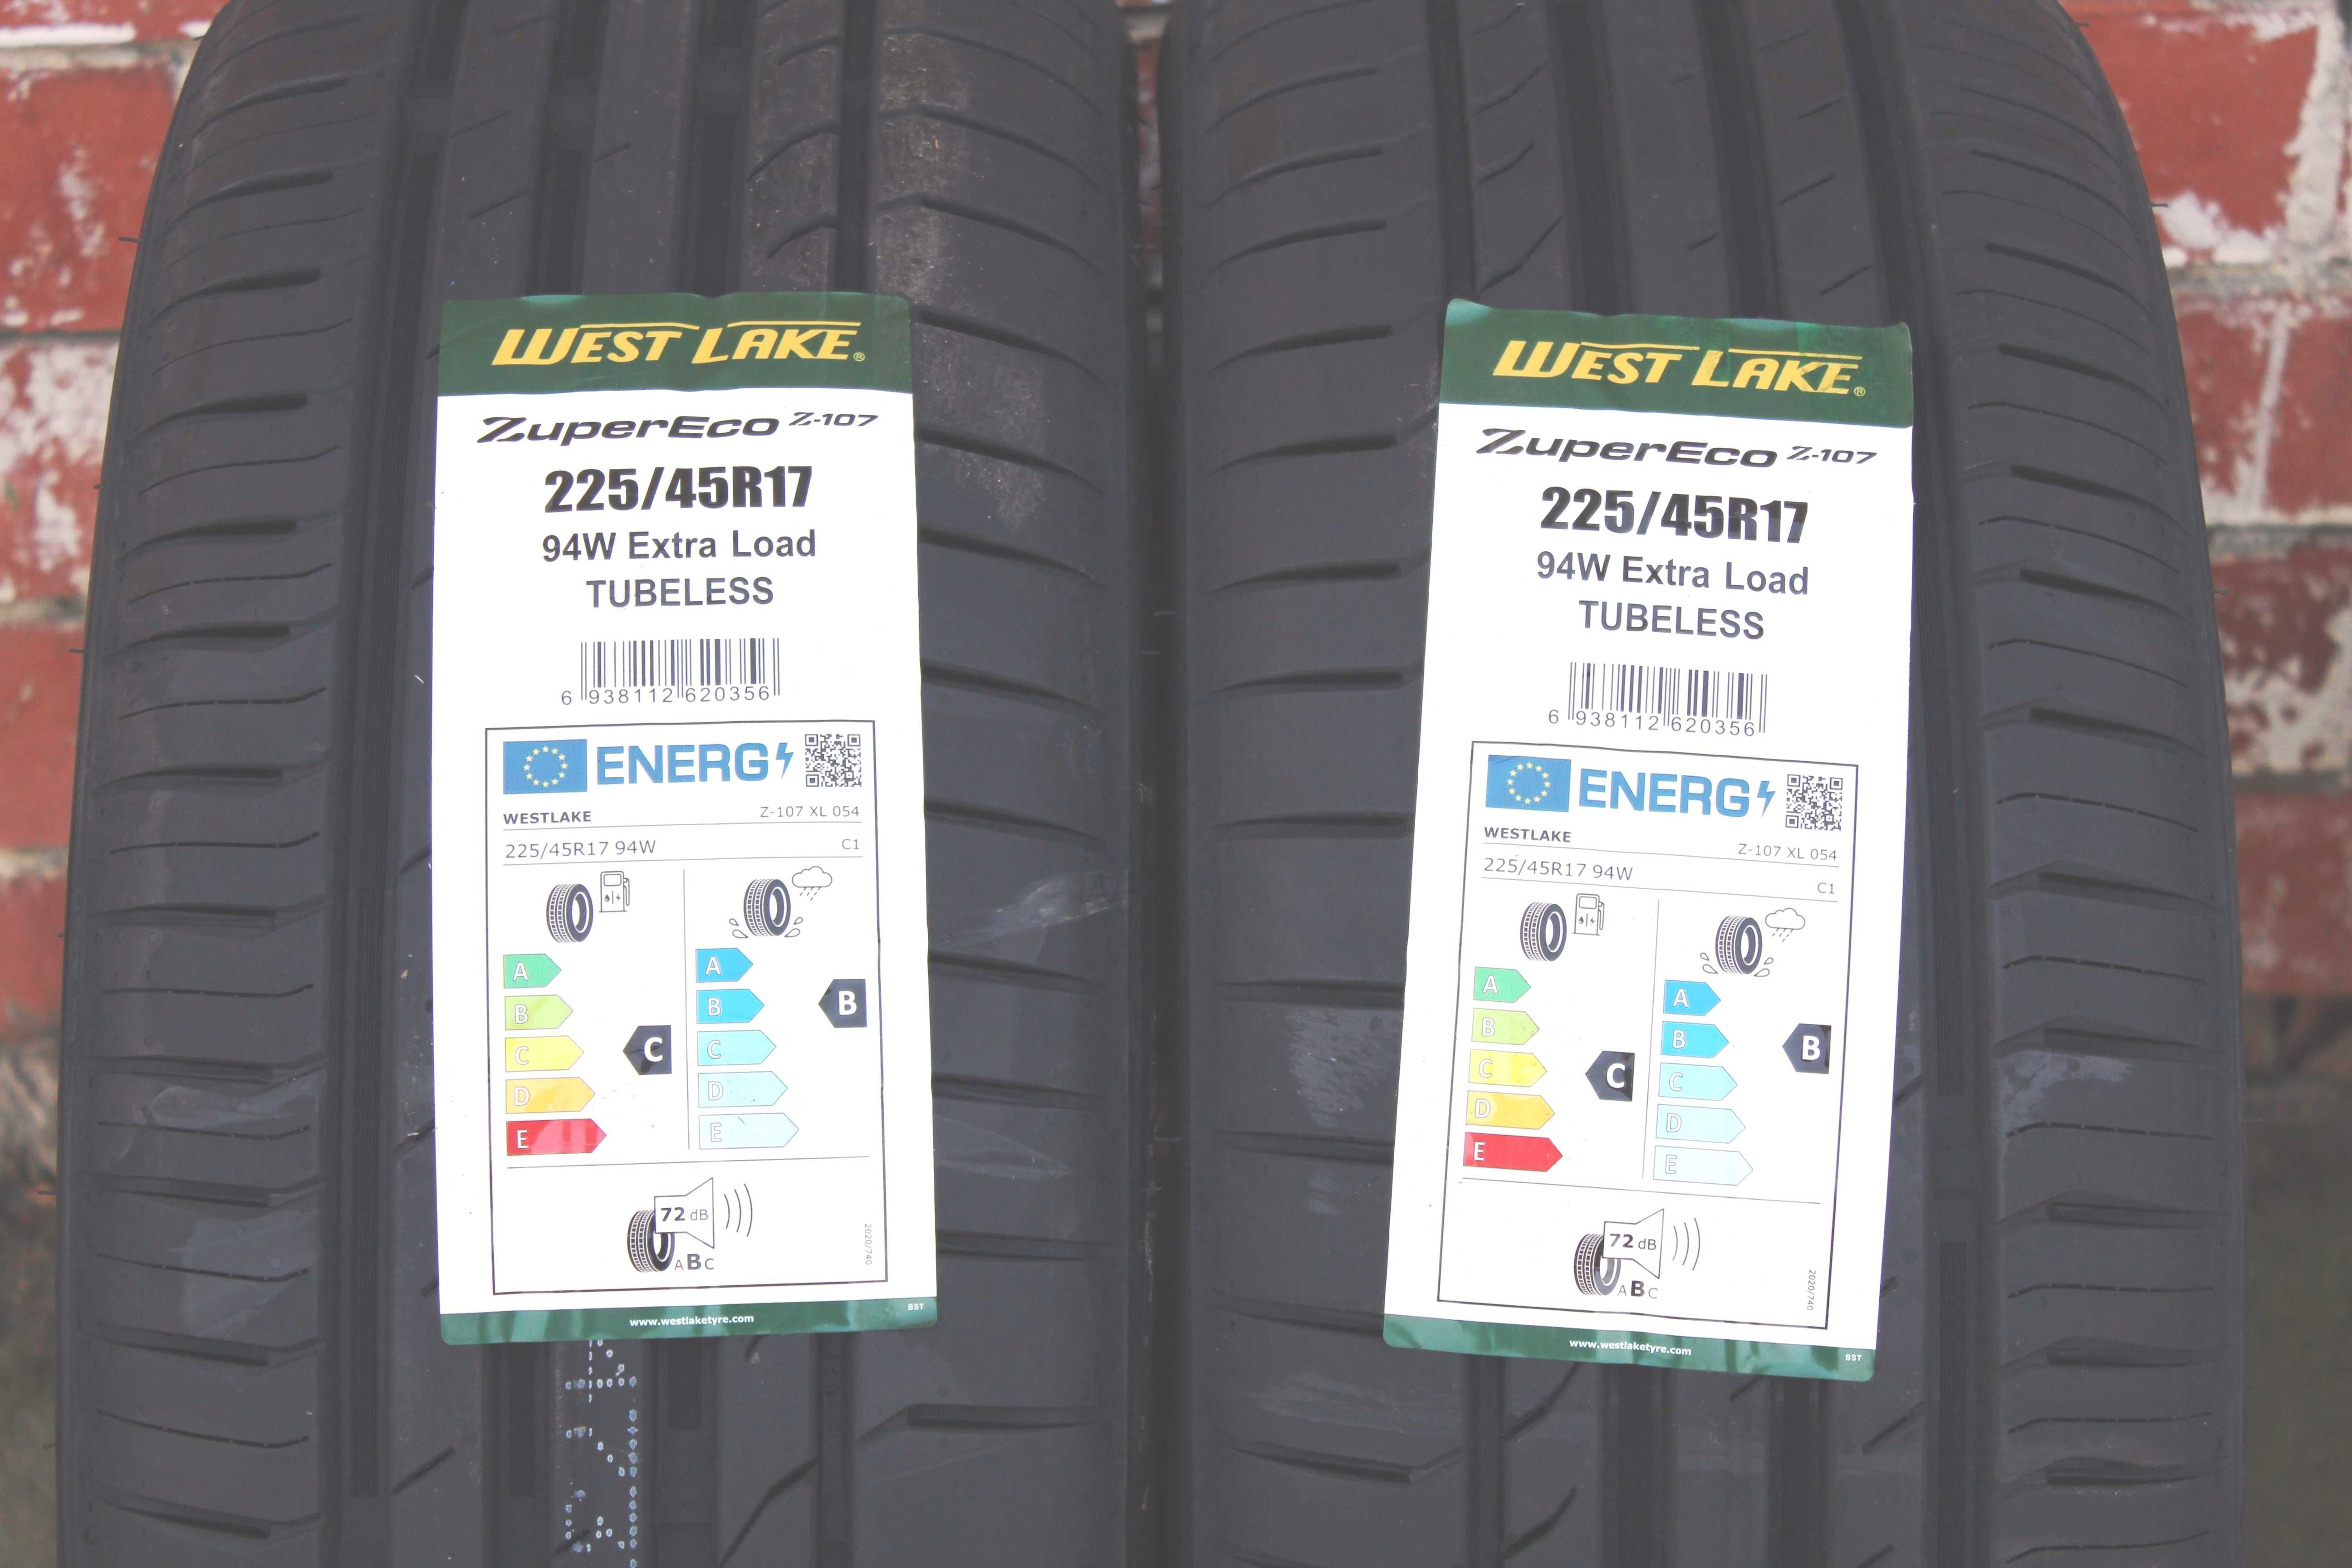 WEST LAKE®
ZuperEco Z-107
225/45R17
94W Extra Load
TUBELESS
6 938112 620356
ENERG
WESTLAKE Z-107 XL 054
225/45R17 94W C1
A A
B B B
C C C
D D
E E
72 dB
ABC
2020/740
BST
www.westlaketyre.com
WEST LAKE®
ZuperEco Z-107
225/45R17
94W Extra Load
TUBELESS
6 938112 620356
ENERG
WESTLAKE Z-107 XL 054
225/45R17 94W C1
A A
B B B
C C C
D D
E E
72 dB
ABC
2020/740
www.westlaketyre.com
BST